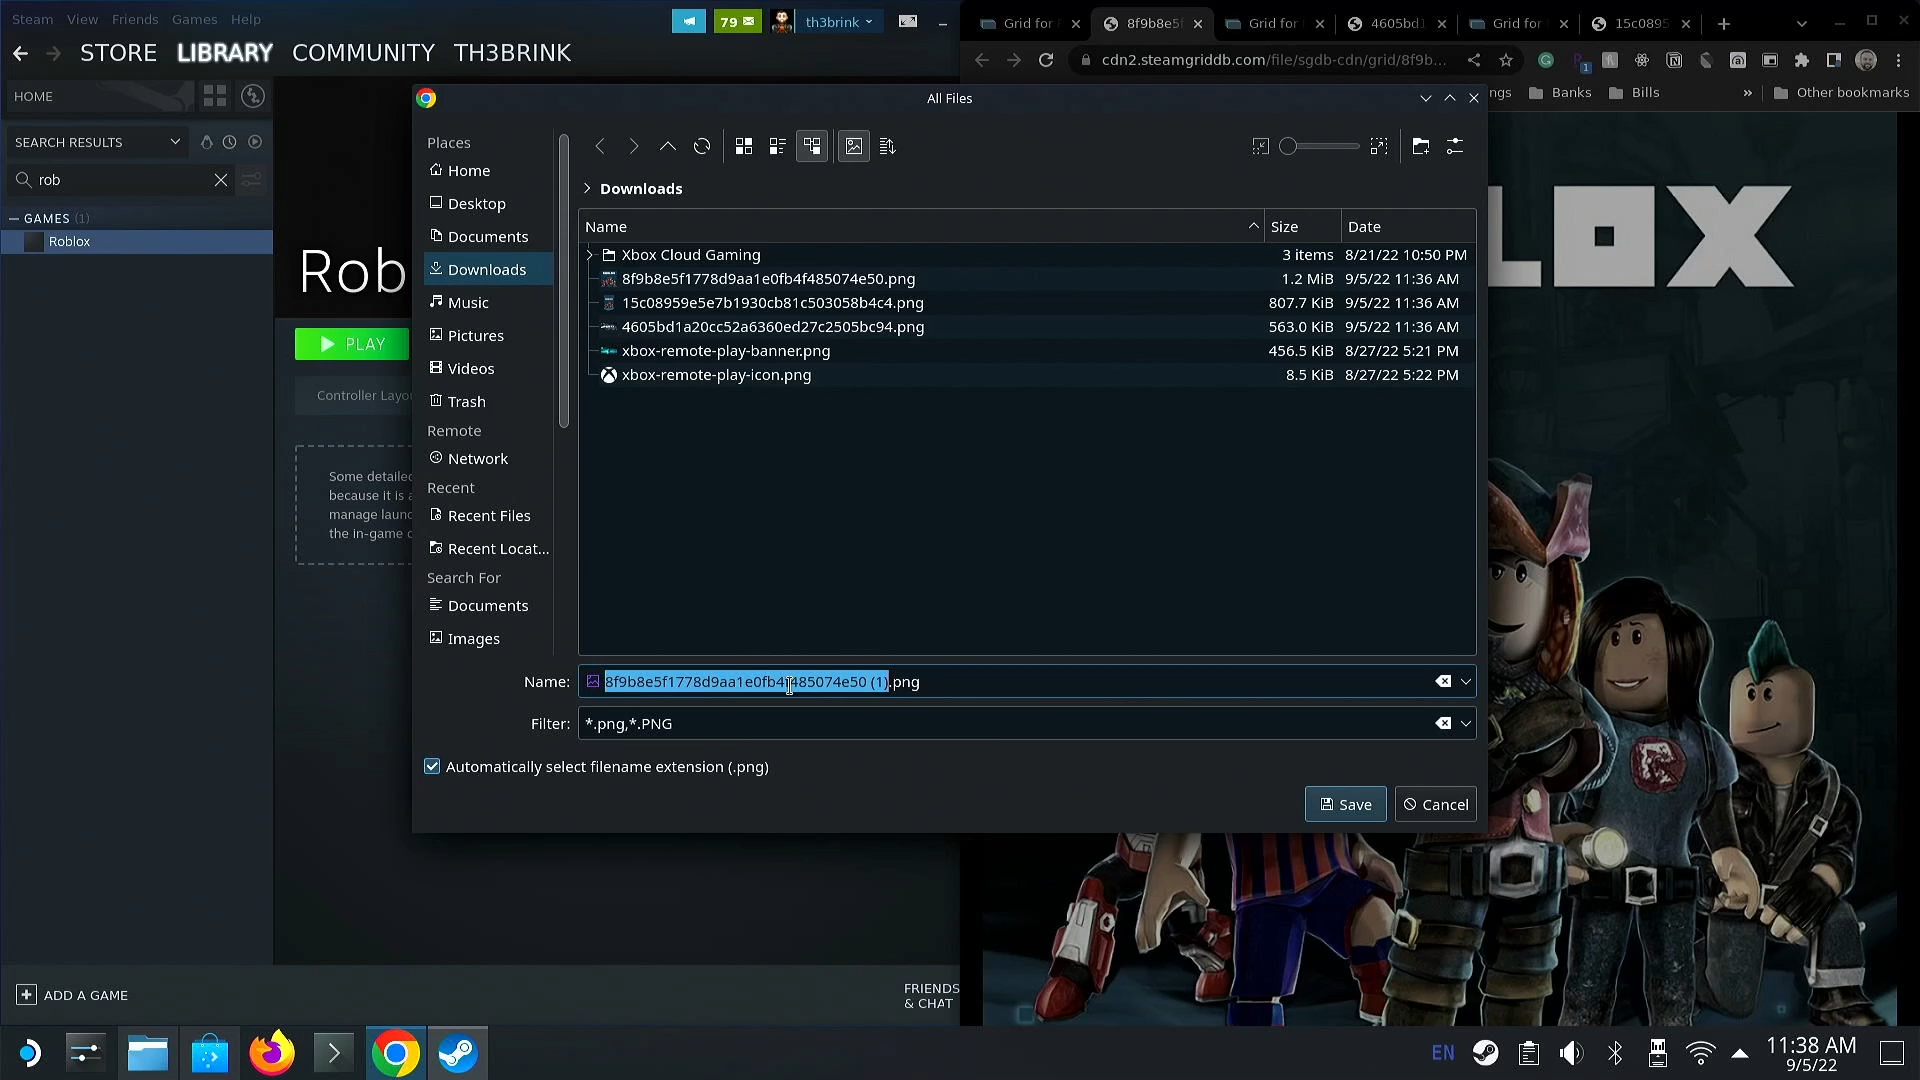 Steam View Friends Games Help
79
th3brink
STORE LIBRARY COMMUNITY TH3BRINK
HOME
SEARCH RESULTS
rob
GAMES (1)
Roblox
Rob
PLAY
Controller Layou
Some detailed
because it is a
manage launc
the in-game o
ADD A GAME
FRIENDS
& CHAT
Grid for
8f9b8e5f
Grid for
4605bd1
Grid for
15c0895
cdn2.steamgriddb.com/file/sgdb-cdn/grid/8f9b...
ngs Banks Bills » Other bookmarks
LOX
All Files
Places
Home
Desktop
Documents
Downloads
Music
Pictures
Videos
Trash
Remote
Network
Recent
Recent Files
Recent Locat...
Search For
Documents
Images
Downloads
Name Size Date
Xbox Cloud Gaming 3 items 8/21/22 10:50 PM
8f9b8e5f1778d9aa1e0fb4f485074e50.png 1.2 MiB 9/5/22 11:36 AM
15c08959e5e7b1930cb81c503058b4c4.png 807.7 KiB 9/5/22 11:36 AM
4605bd1a20cc52a6360ed27c2505bc94.png 563.0 KiB 9/5/22 11:36 AM
xbox-remote-play-banner.png 456.5 KiB 8/27/22 5:21 PM
xbox-remote-play-icon.png 8.5 KiB 8/27/22 5:22 PM
Name: 8f9b8e5f1778d9aa1e0fb4f485074e50 (1).png
Filter: *.png,*.PNG
Automatically select filename extension (.png)
Save Cancel
EN
11:38 AM
9/5/22